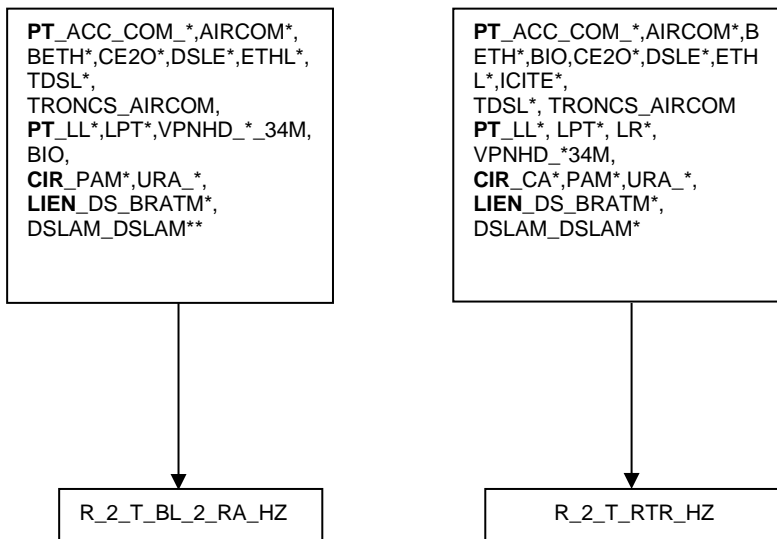 PT_ACC_COM_*,AIRCOM*,
BETH*,CE2O*,DSLE*,ETHL*,
TDSL*,
TRONCS_AIRCOM,
PT_LL*,LPT*,VPNHD_*_34M,
BIO,
CIR_PAM*,URA_*,
LIEN_DS_BRATM*,
DSLAM_DSLAM**
PT_ACC_COM_*,AIRCOM*,B
ETH*,BIO,CE2O*,DSLE*,ETH
L*,ICITE*,
TDSL*, TRONCS_AIRCOM
PT_LL*, LPT*, LR*,
VPNHD_*34M,
CIR_CA*,PAM*,URA_*,
LIEN_DS_BRATM*,
DSLAM_DSLAM*
R_2_T_BL_2_RA_HZ
R_2_T_RTR_HZ